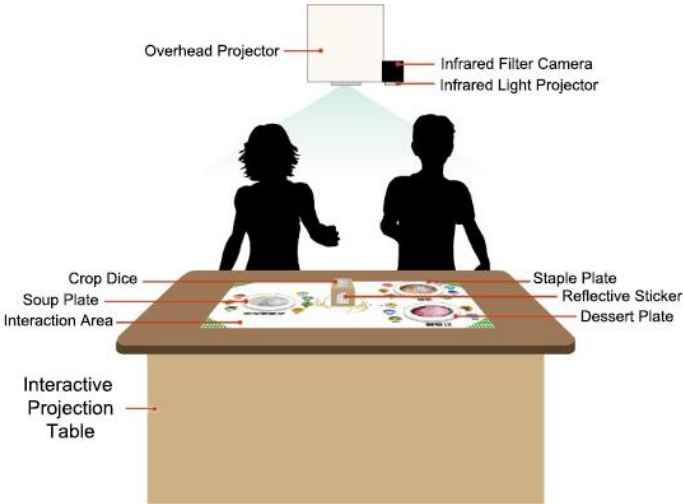 Overhead Projector
Infrared Filter Camera
Infrared Light Projector
Crop Dice
Staple Plate
Soup Plate
Reflective Sticker
Interaction Area
Dessert Plate
Interactive
Projection
Table